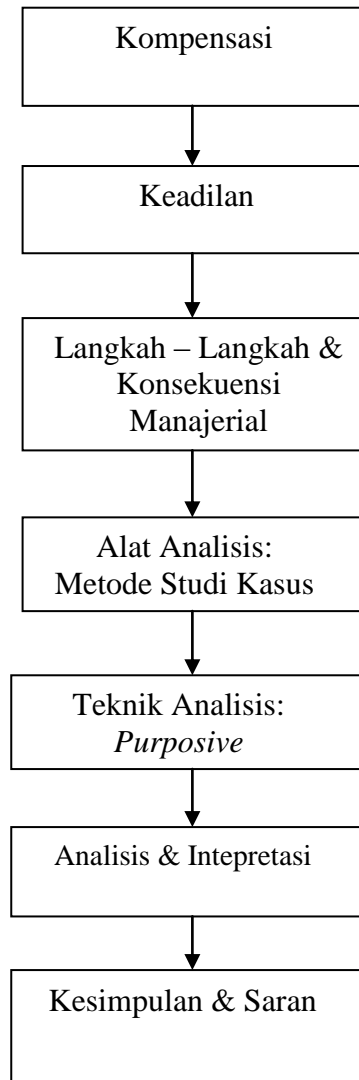 Kompensasi
Keadilan
Langkah – Langkah &
Konsekuensi
Manajerial
Alat Analisis:
Metode Studi Kasus
Teknik Analisis:
Purposive
Analisis & Intepretasi
Kesimpulan & Saran